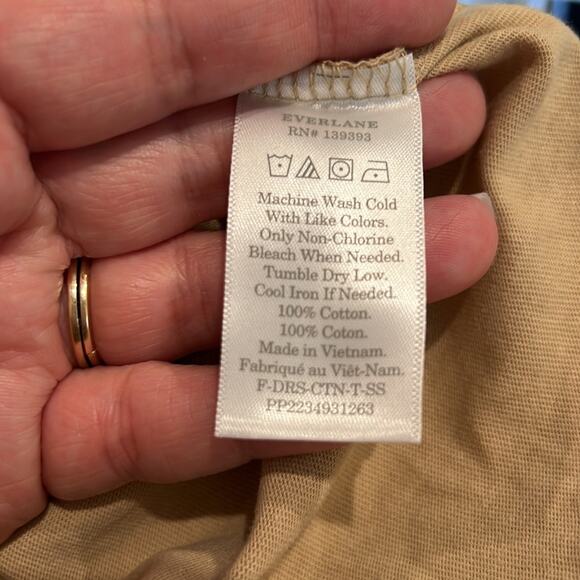 EVERLANE
RN# 139393
Machine Wash Cold
With Like Colors.
Only Non-Chlorine
Bleach When Needed.
Tumble Dry Low.
Cool Iron If Needed.
100% Cotton.
100% Coton.
Made in Vietnam.
Fabriqué au Viêt-Nam.
F-DRS-CTN-T-SS
PP2234931263